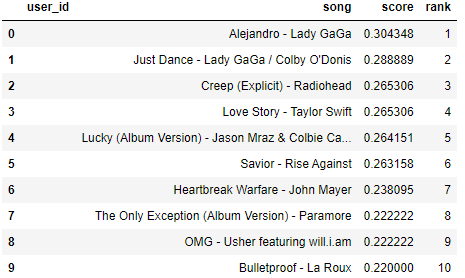 user_id song score rank
0 Alejandro - Lady GaGa 0.304348 1
1 Just Dance - Lady GaGa / Colby O'Donis 0.288889 2
2 Creep (Explicit) - Radiohead 0.265306 3
3 Love Story - Taylor Swift 0.265306 4
4 Lucky (Album Version) - Jason Mraz & Colbie Ca... 0.264151 5
5 Savior - Rise Against 0.263158 6
6 Heartbreak Warfare - John Mayer 0.238095 7
7 The Only Exception (Album Version) - Paramore 0.222222 8
8 OMG - Usher featuring will.i.am 0.222222 9
9 Bulletproof - La Roux 0.220000 10